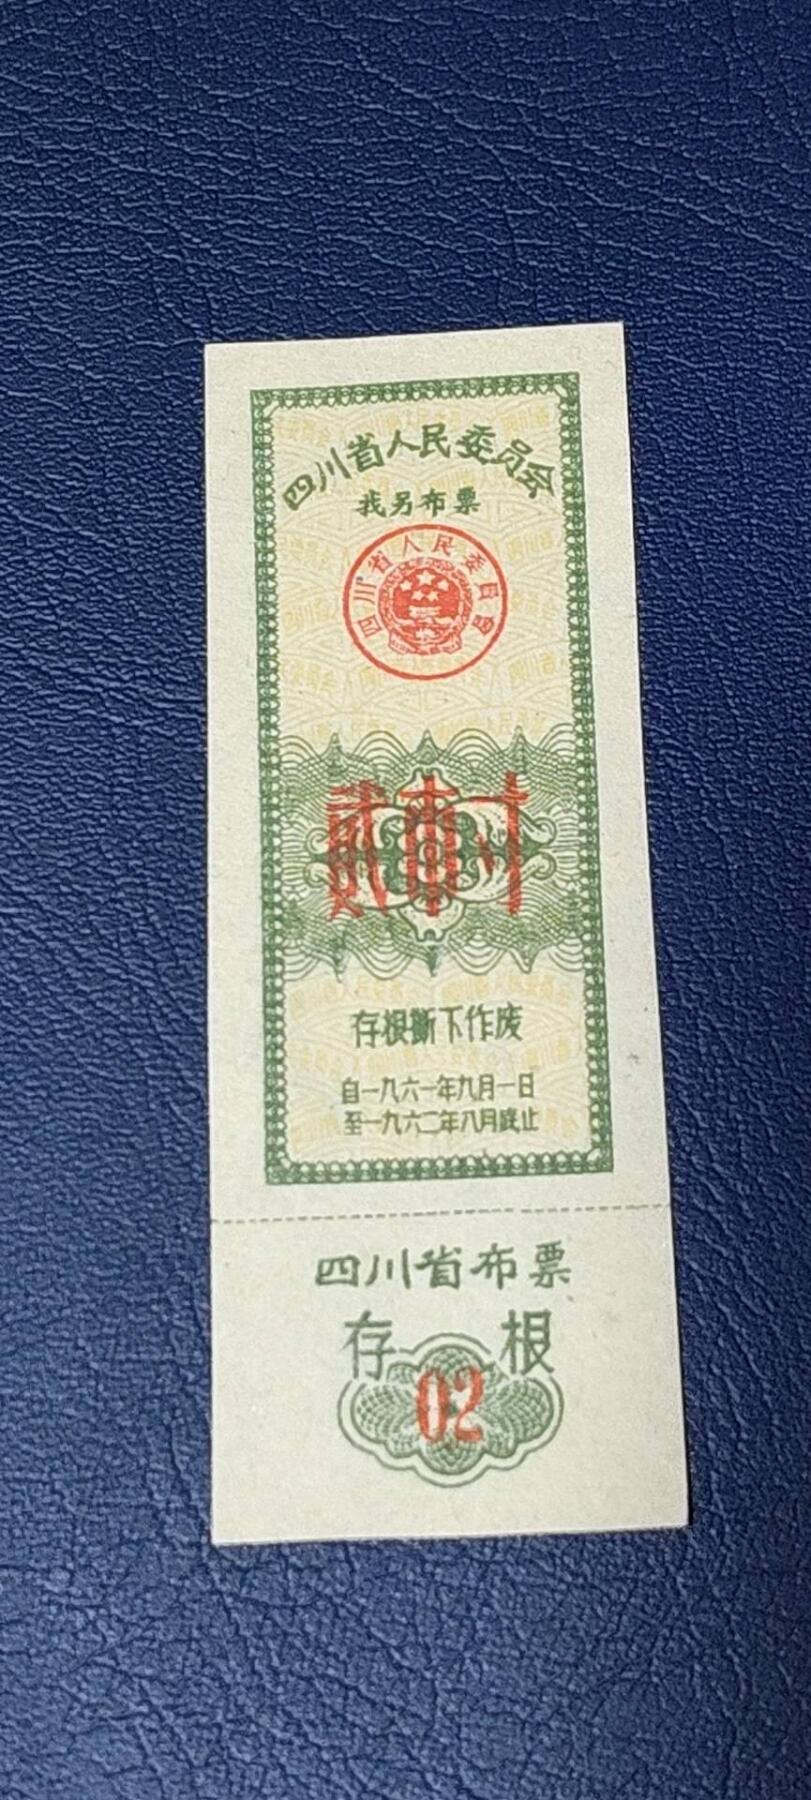 四川省人民委员会
找另布票
四川省人民委員會
贰市寸
存根断下作废
自一九六一年九月一日
至一九六二年八月底止
四川省布票
存根
02